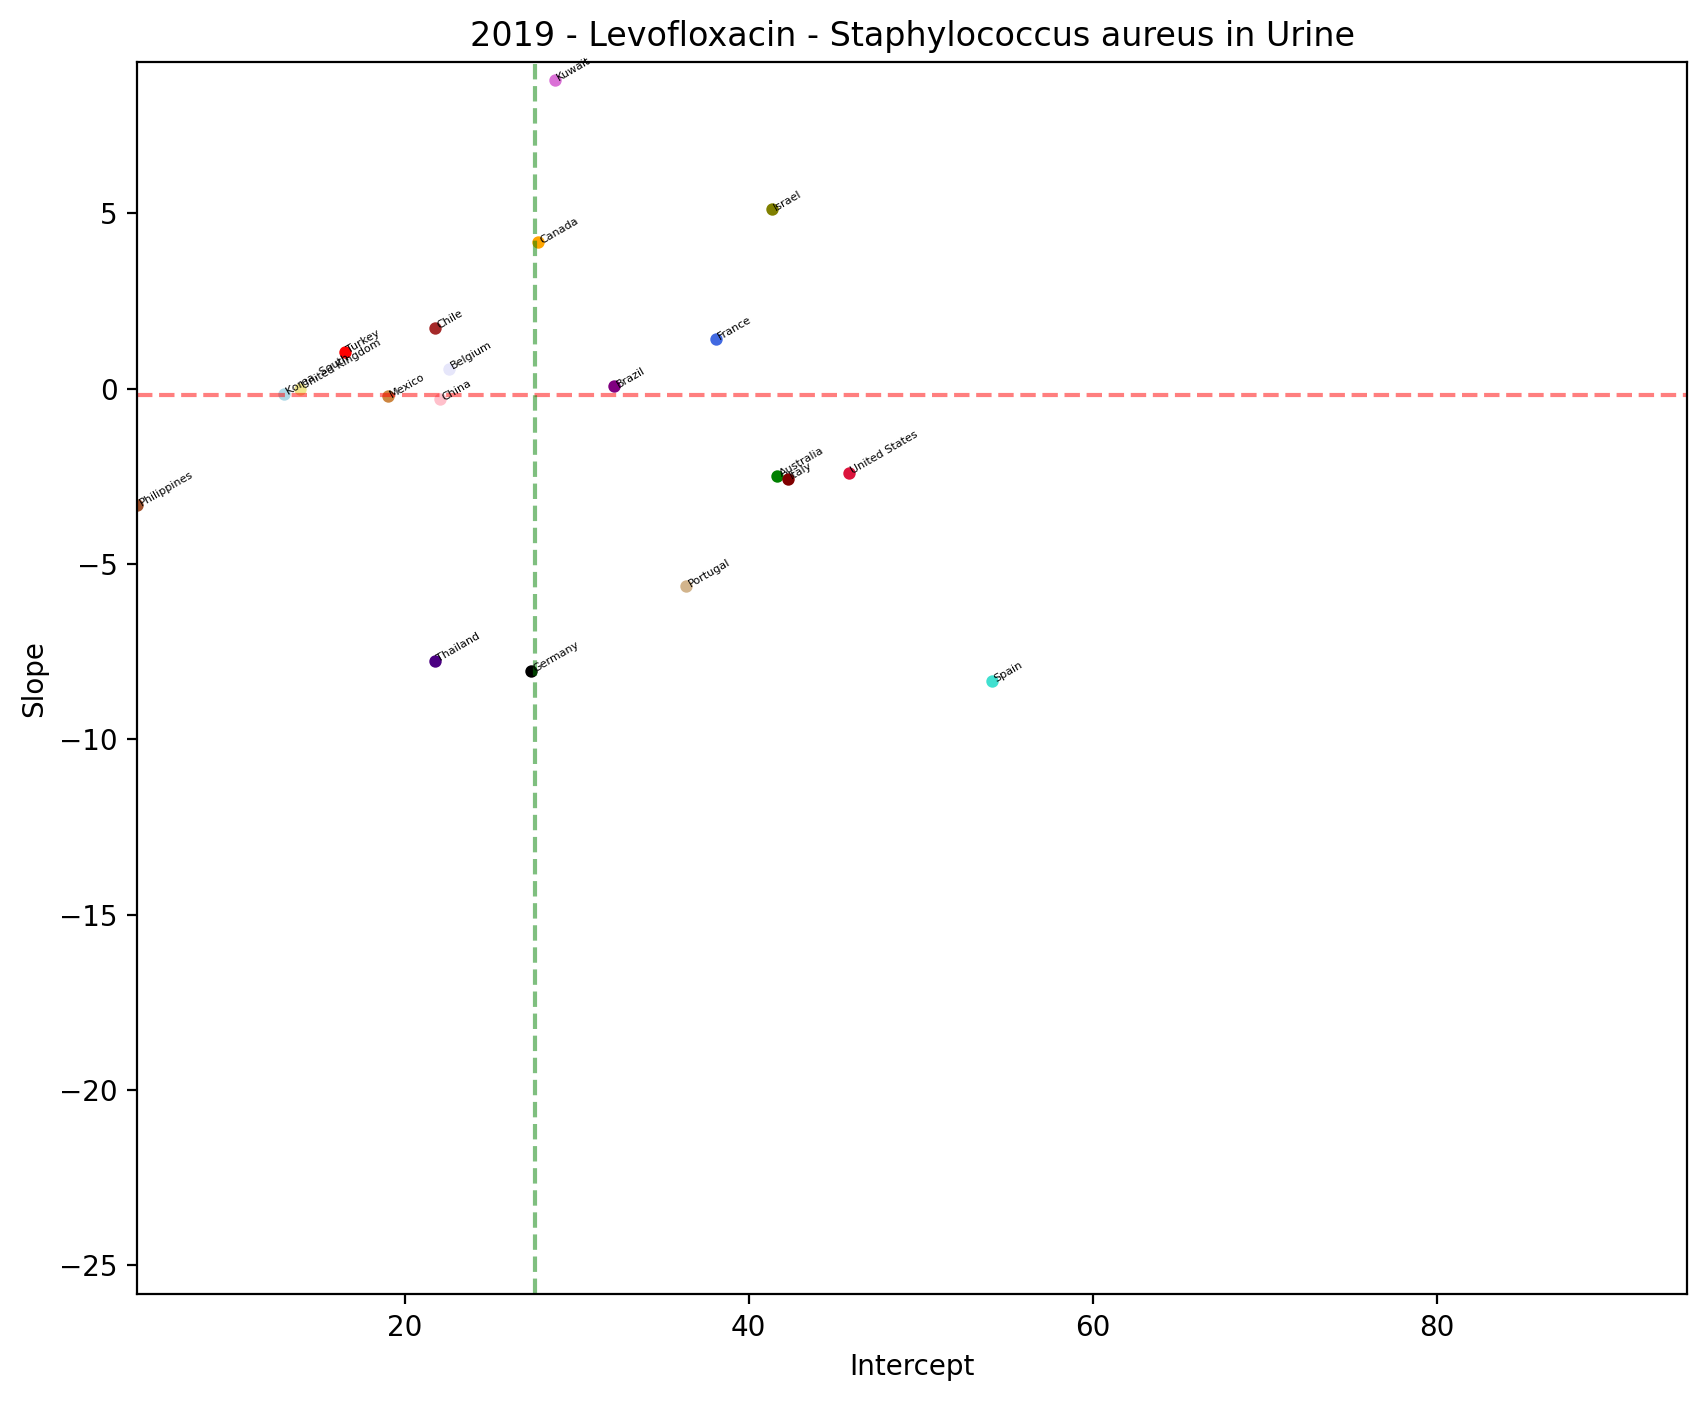 2019 - Levofloxacin - Staphylococcus aureus in Urine
Kuwait
Israel
Canada
Chile
France
Turkey
United Kingdom
Korea, South
Belgium
Mexico
China
Brazil
United States
Australia
Italy
Philippines
Portugal
Thailand
Germany
Spain
5
0
−5
−10
−15
−20
−25
Slope
20
40
60
80
Intercept